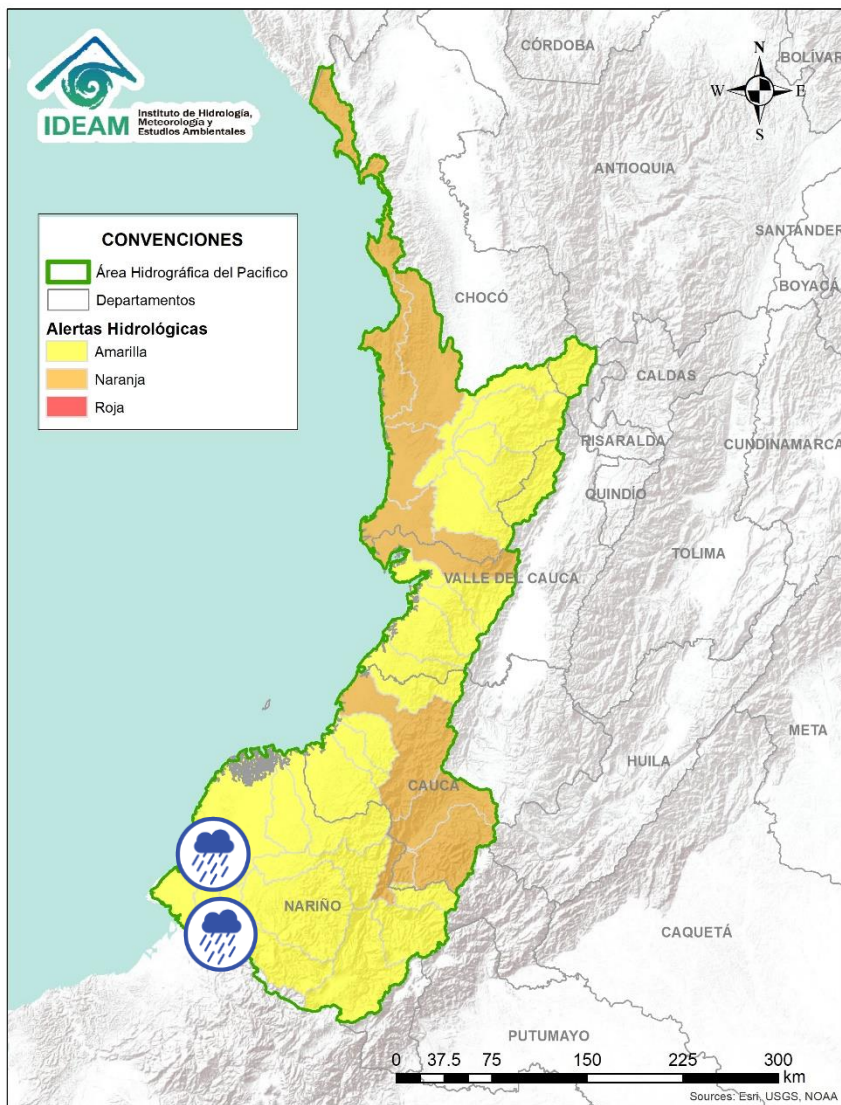 IDEAM
Instituto de Hidrología,
Meteorología y
Estudios Ambientales
N
W
E
S
CÓRDOBA
BOLÍVAR
ANTIOQUIA
SANTANDER
BOYACÁ
CHOCÓ
CALDAS
RISARALDA
CUNDINAMARCA
QUINDÍO
TOLIMA
VALLE DEL CAUCA
META
HUILA
CAUCA
NARIÑO
CAQUETÁ
PUTUMAYO
CONVENCIONES
Área Hidrográfica del Pacifico
Departamentos
Alertas Hidrológicas
Amarilla
Naranja
Roja
0 37.5 75 150 225 300
km
Sources: Esri, USGS, NOAA